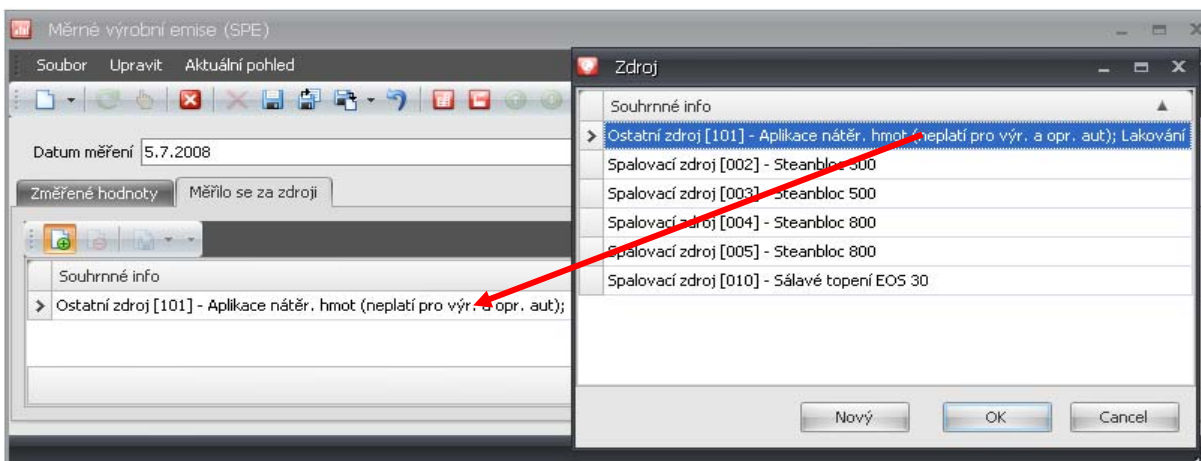 Měrné výrobní emise (SPE)
Soubor Upravit Aktuální pohled
Datum měření 5.7.2008
Změřené hodnoty Měřilo se za zdroji
Souhrnné info
Ostatní zdroj [101] - Aplikace nátěr. hmot (neplatí pro výr. a opr. aut);
Zdroj
Souhrnné info
Ostatní zdroj [101] - Aplikace nátěr. hmot (neplatí pro výr. a opr. aut); Lakování
Spalovací zdroj [002] - Steanbloc 500
Spalovací zdroj [003] - Steanbloc 500
Spalovací zdroj [004] - Steanbloc 800
Spalovací zdroj [005] - Steanbloc 800
Spalovací zdroj [010] - Sálavé topení EOS 30
Nový OK Cancel